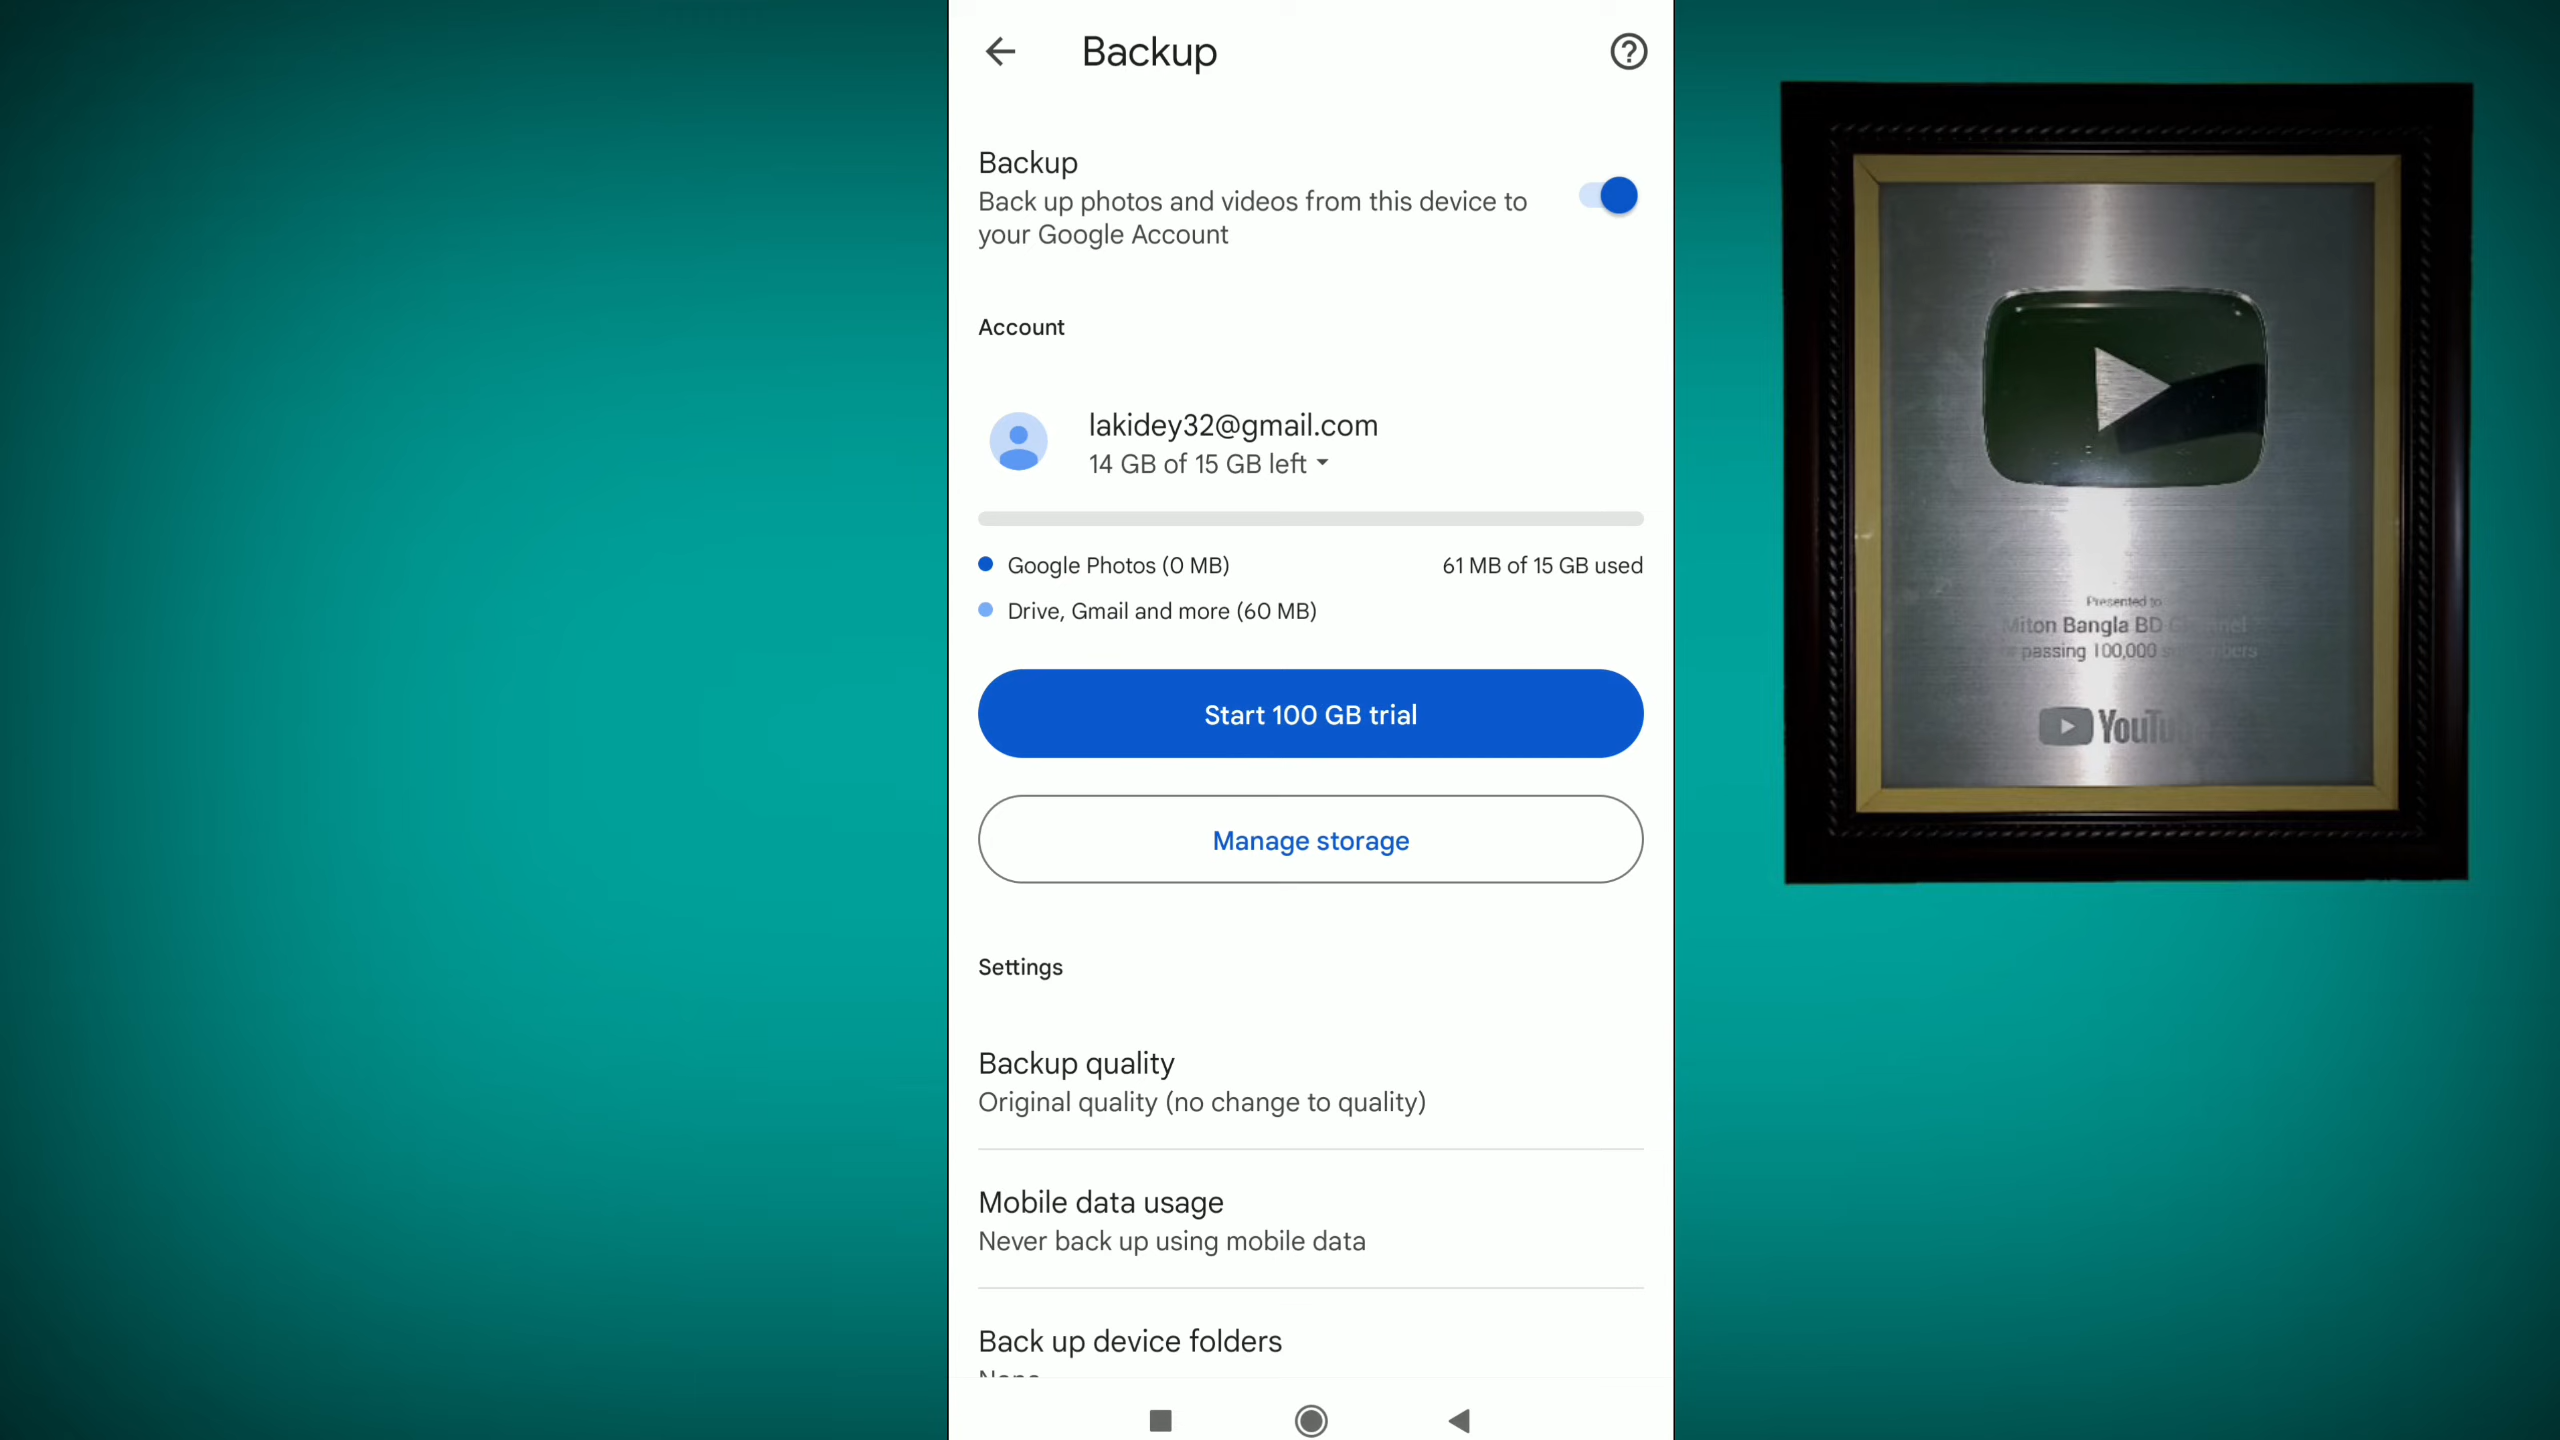 Backup
Backup
Back up photos and videos from this device to
your Google Account
Account
lakidey32@gmail.com
14 GB of 15 GB left
Google Photos (0 MB)
61 MB of 15 GB used
Drive, Gmail and more (60 MB)
Start 100 GB trial
Manage storage
Settings
Backup quality
Original quality (no change to quality)
Mobile data usage
Never back up using mobile data
Back up device folders
Presented to
Miton Bangla BD
passing 100,000